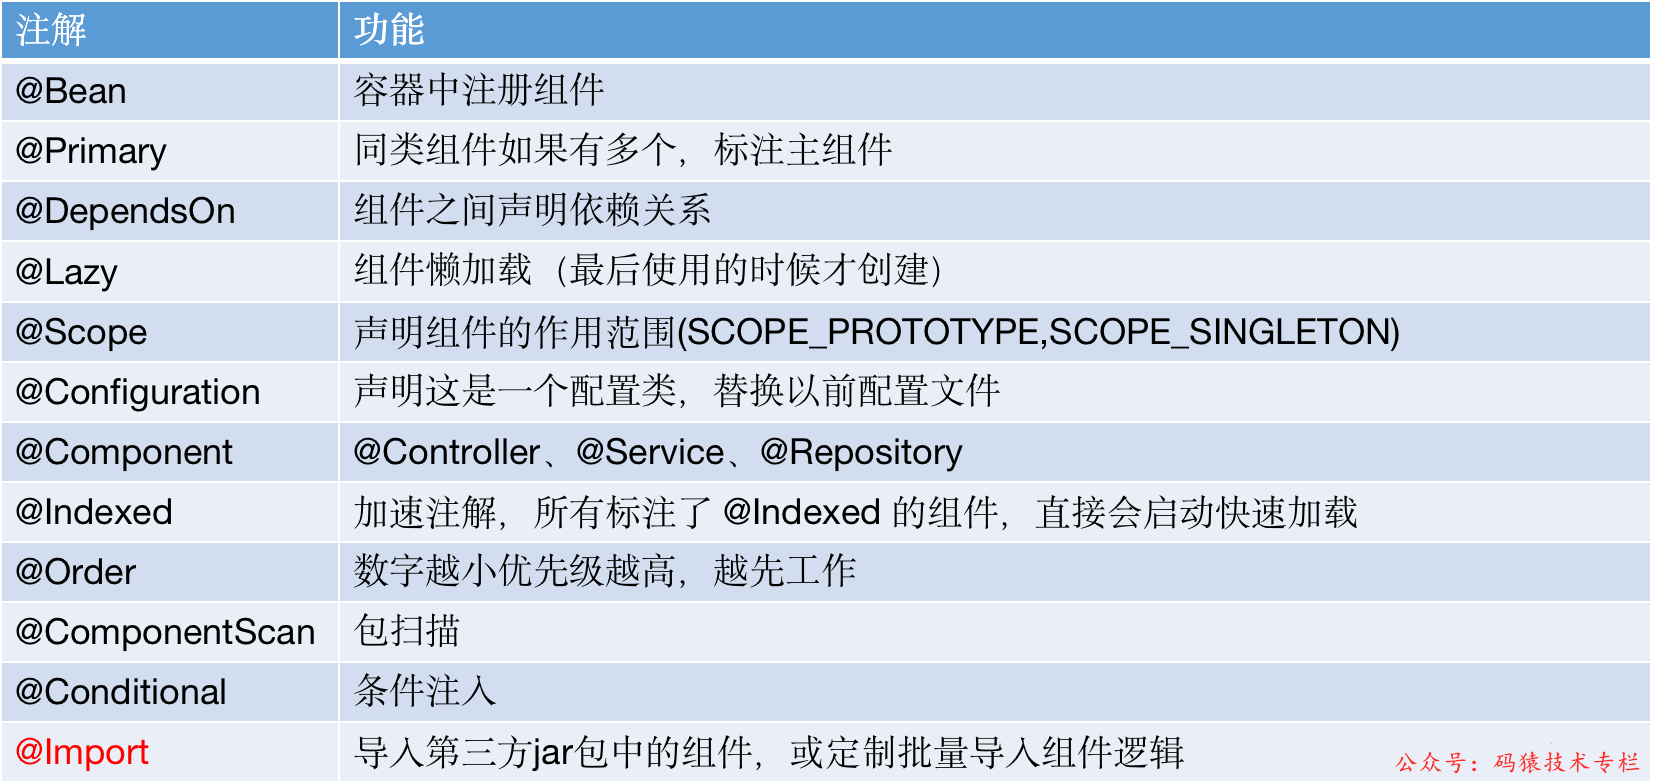 注解 功能
@Bean 容器中注册组件
@Primary 同类组件如果有多个，标注主组件
@DependsOn 组件之间声明依赖关系
@Lazy 组件懒加载（最后使用的时候才创建）
@Scope 声明组件的作用范围(SCOPE_PROTOTYPE,SCOPE_SINGLETON)
@Configuration 声明这是一个配置类，替换以前配置文件
@Component @Controller、@Service、@Repository
@Indexed 加速注解，所有标注了 @Indexed 的组件，直接会启动快速加载
@Order 数字越小优先级越高，越先工作
@ComponentScan 包扫描
@Conditional 条件注入
@Import 导入第三方jar包中的组件，或定制批量导入组件逻辑
公众号：码猿技术专栏